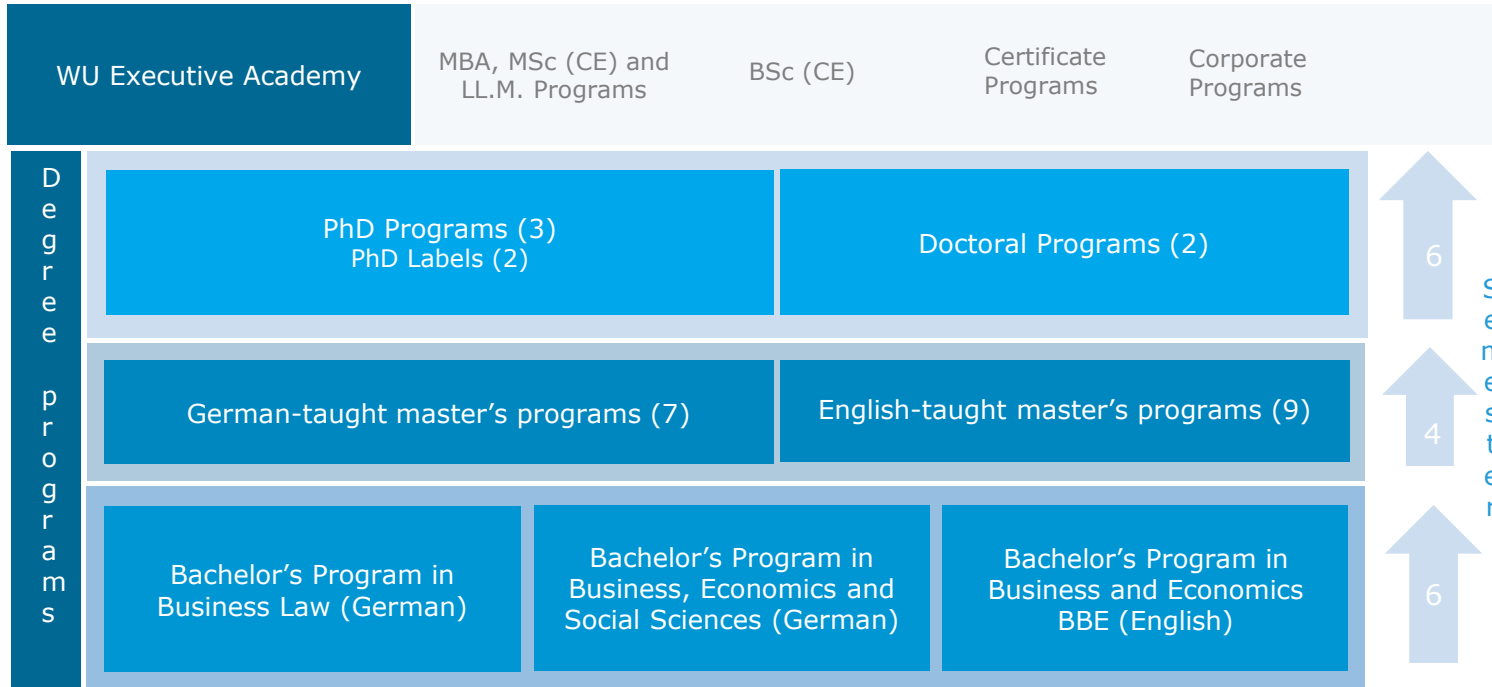 WU Executive Academy
MBA, MSc (CE) and
LL.M. Programs
BSc (CE)
Certificate
Programs
Corporate
Programs
Degree programs
PhD Programs (3)
PhD Labels (2)
Doctoral Programs (2)
6
German-taught master’s programs (7)
English-taught master’s programs (9)
4
Bachelor’s Program in
Business Law (German)
Bachelor’s Program in
Business, Economics and
Social Sciences (German)
Bachelor’s Program in
Business and Economics
BBE (English)
6
Semester